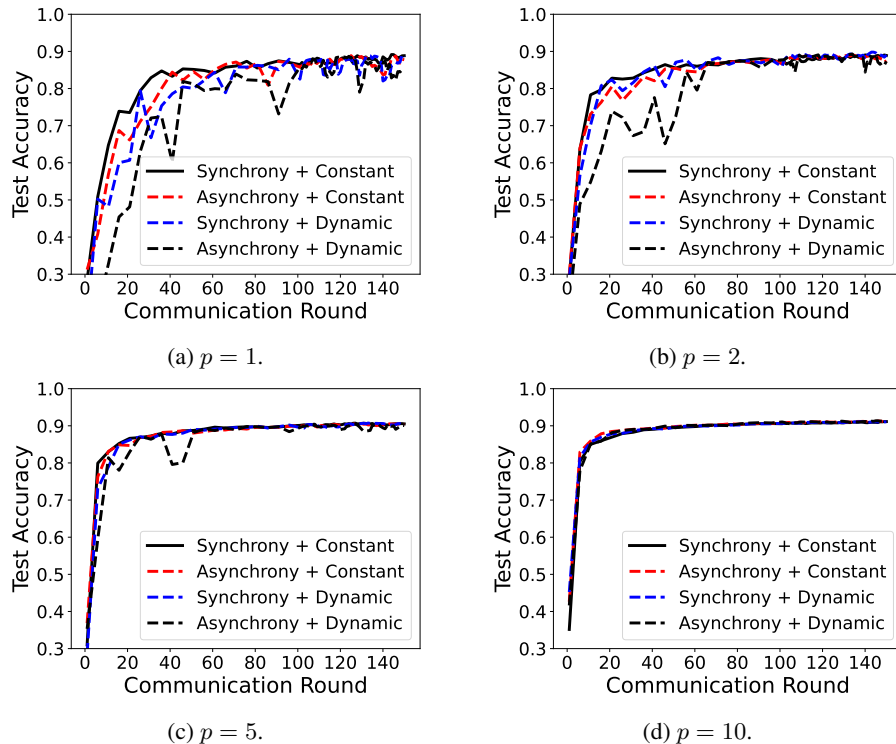 1.0
0.9
0.8
0.7
0.6
0.5
0.4
0.3
Test Accuracy
0 20 40 60 80 100 120 140
Communication Round
Synchrony + Constant
Asynchrony + Constant
Synchrony + Dynamic
Asynchrony + Dynamic
(a) p = 1.
1.0
0.9
0.8
0.7
0.6
0.5
0.4
0.3
Test Accuracy
0 20 40 60 80 100 120 140
Communication Round
Synchrony + Constant
Asynchrony + Constant
Synchrony + Dynamic
Asynchrony + Dynamic
(b) p = 2.
1.0
0.9
0.8
0.7
0.6
0.5
0.4
0.3
Test Accuracy
0 20 40 60 80 100 120 140
Communication Round
Synchrony + Constant
Asynchrony + Constant
Synchrony + Dynamic
Asynchrony + Dynamic
(c) p = 5.
1.0
0.9
0.8
0.7
0.6
0.5
0.4
0.3
Test Accuracy
0 20 40 60 80 100 120 140
Communication Round
Synchrony + Constant
Asynchrony + Constant
Synchrony + Dynamic
Asynchrony + Dynamic
(d) p = 10.